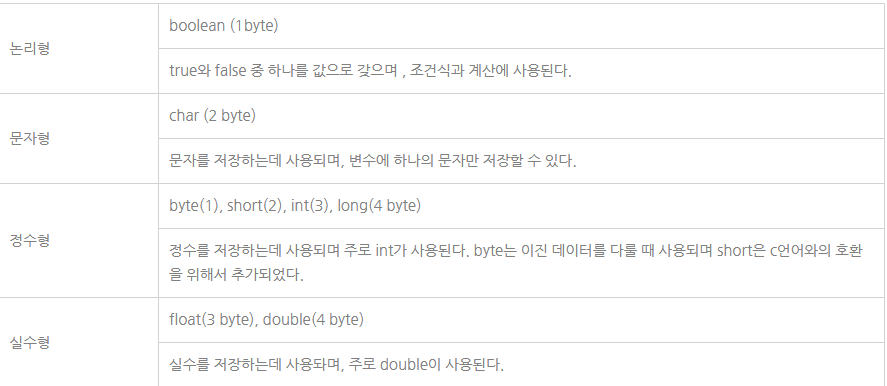 논리형
boolean (1byte)
true와 false 중 하나를 값으로 갖으며 , 조건식과 계산에 사용된다.
문자형
char (2 byte)
문자를 저장하는데 사용되며, 변수에 하나의 문자만 저장할 수 있다.
정수형
byte(1), short(2), int(3), long(4 byte)
정수를 저장하는데 사용되며 주로 int가 사용된다. byte는 이진 데이터를 다룰 때 사용되며 short은 c언어와의 호환
을 위해서 추가되었다.
실수형
float(3 byte), double(4 byte)
실수를 저장하는데 사용돠며, 주로 double이 사용된다.